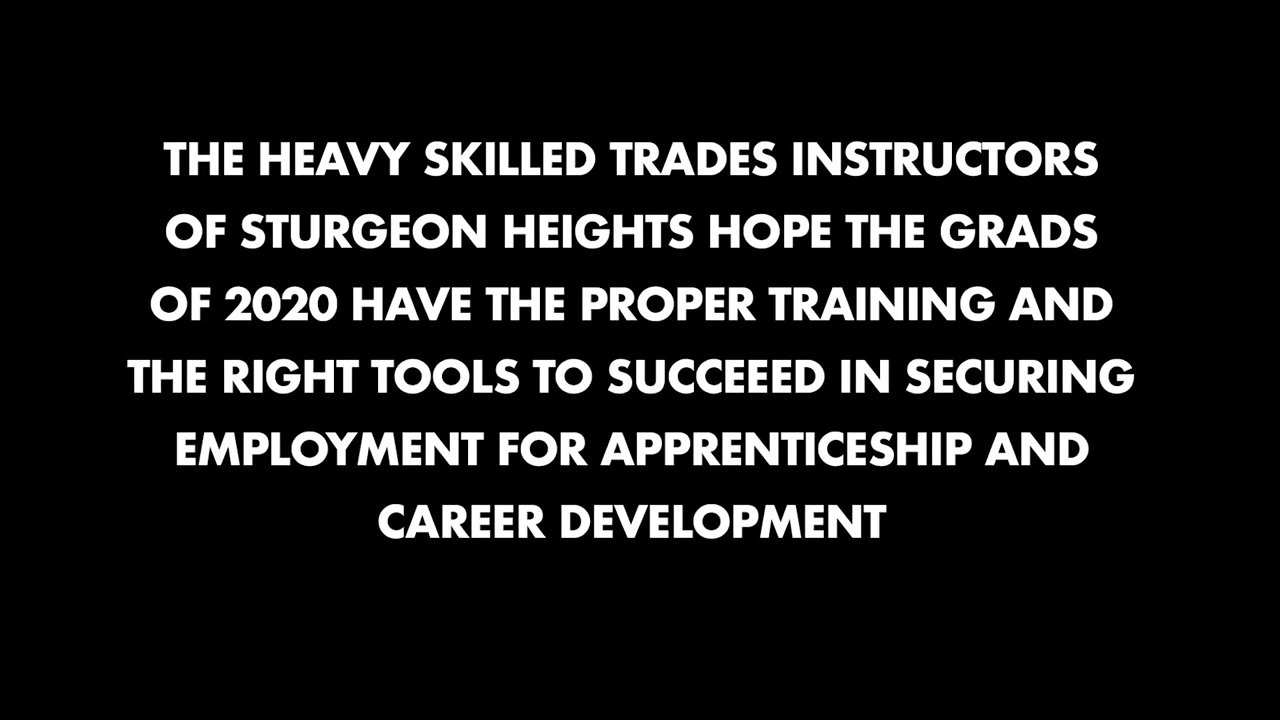 THE HEAVY SKILLED TRADES INSTRUCTORS
OF STURGEON HEIGHTS HOPE THE GRADS
OF 2020 HAVE THE PROPER TRAINING AND
THE RIGHT TOOLS TO SUCCEEED IN SECURING
EMPLOYMENT FOR APPRENTICESHIP AND
CAREER DEVELOPMENT